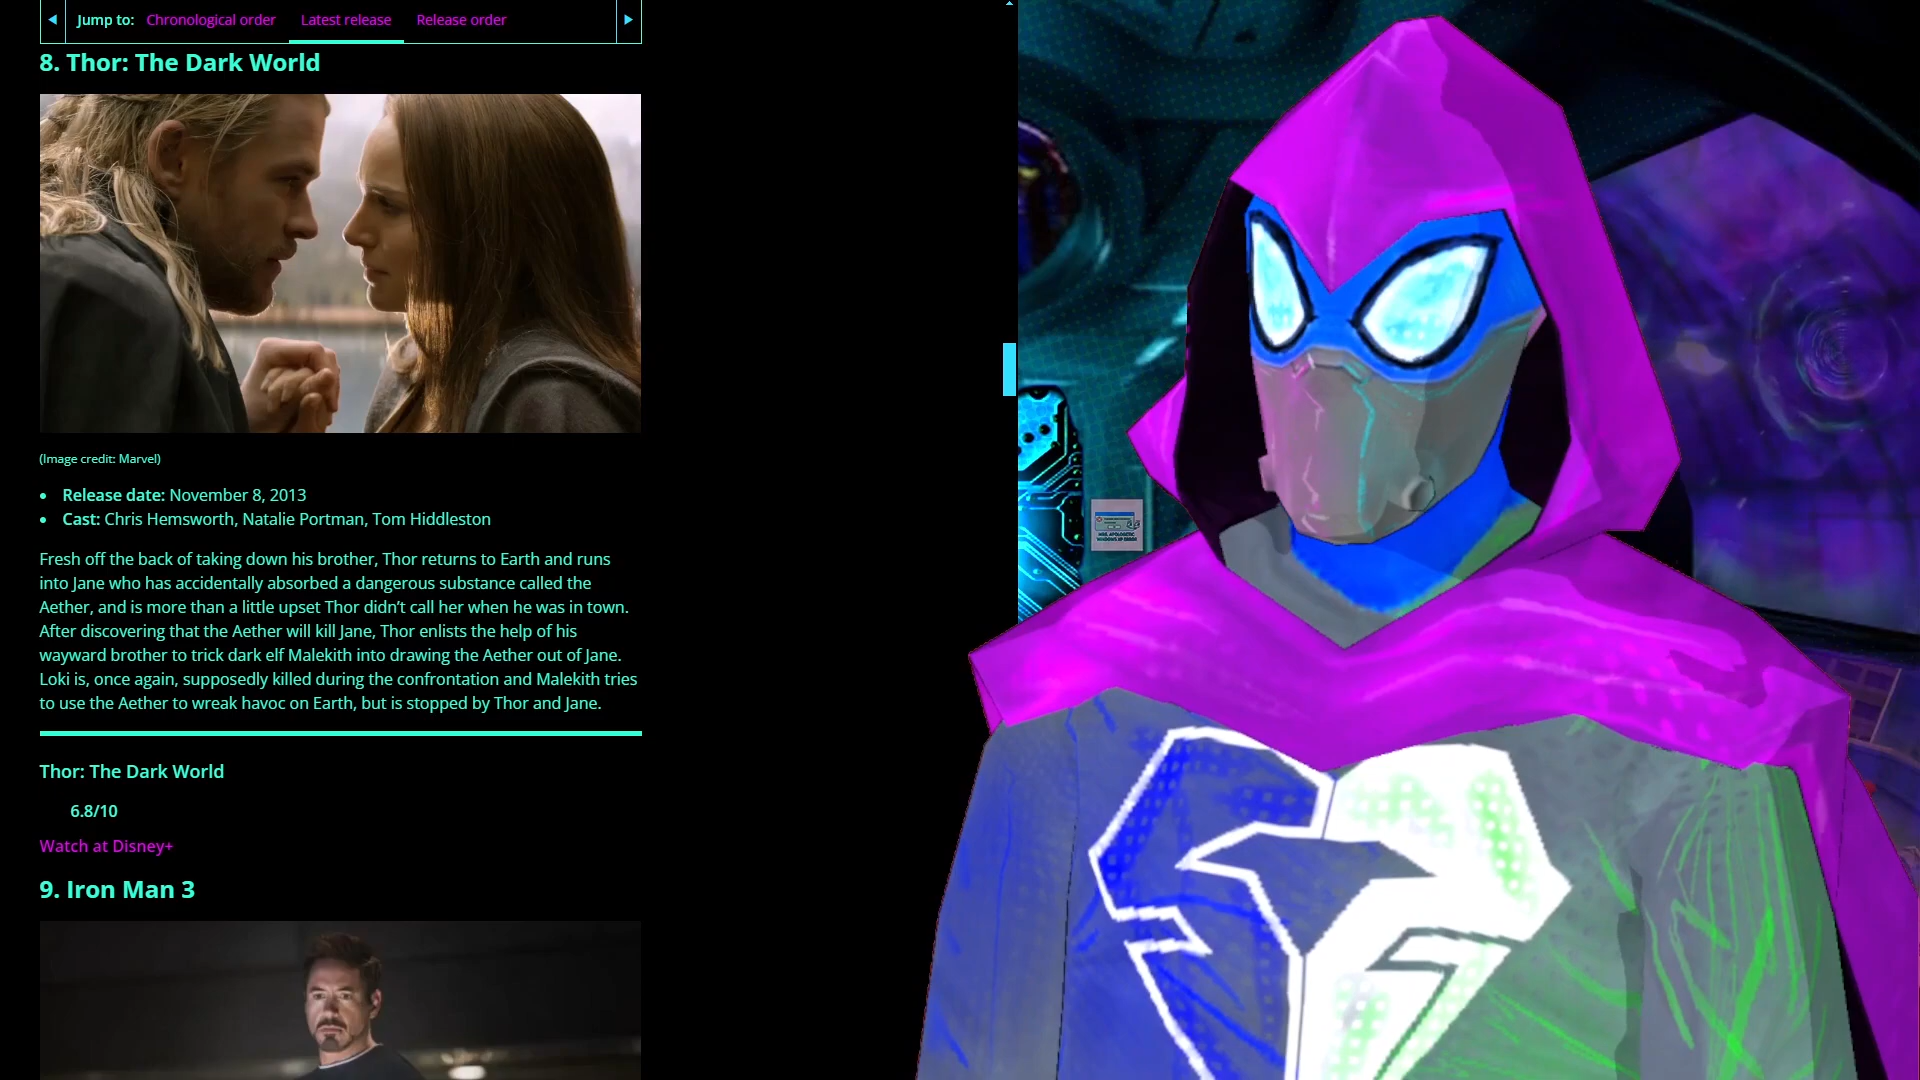 Jump to: Chronological order Latest release Release order
8. Thor: The Dark World
(Image credit: Marvel)
Release date: November 8, 2013
Cast: Chris Hemsworth, Natalie Portman, Tom Hiddleston
Fresh off the back of taking down his brother, Thor returns to Earth and runs
into Jane who has accidentally absorbed a dangerous substance called the
Aether, and is more than a little upset Thor didn’t call her when he was in town.
After discovering that the Aether will kill Jane, Thor enlists the help of his
wayward brother to trick dark elf Malekith into drawing the Aether out of Jane.
Loki is, once again, supposedly killed during the confrontation and Malekith tries
to use the Aether to wreak havoc on Earth, but is stopped by Thor and Jane.
Thor: The Dark World
6.8/10
Watch at Disney+
9. Iron Man 3